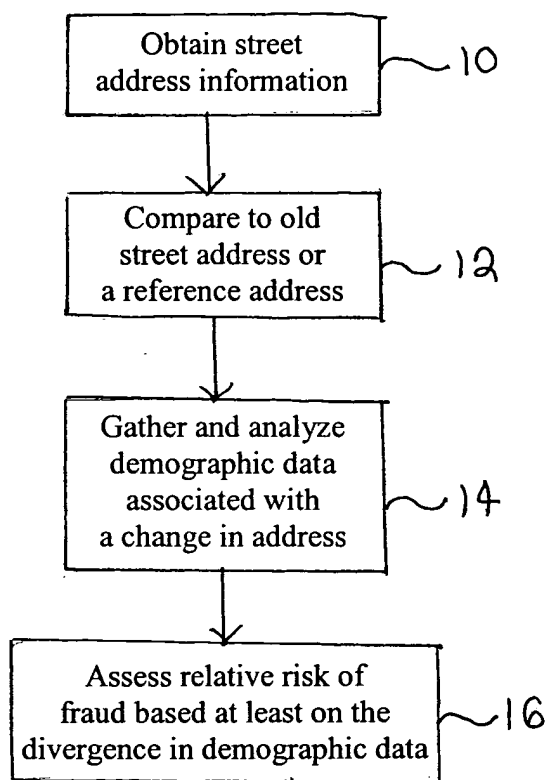 Obtain street
address information
10
Compare to old
street address or
a reference address
12
Gather and analyze
demographic data
associated with
a change in address
14
Assess relative risk of
fraud based at least on the
divergence in demographic data
16